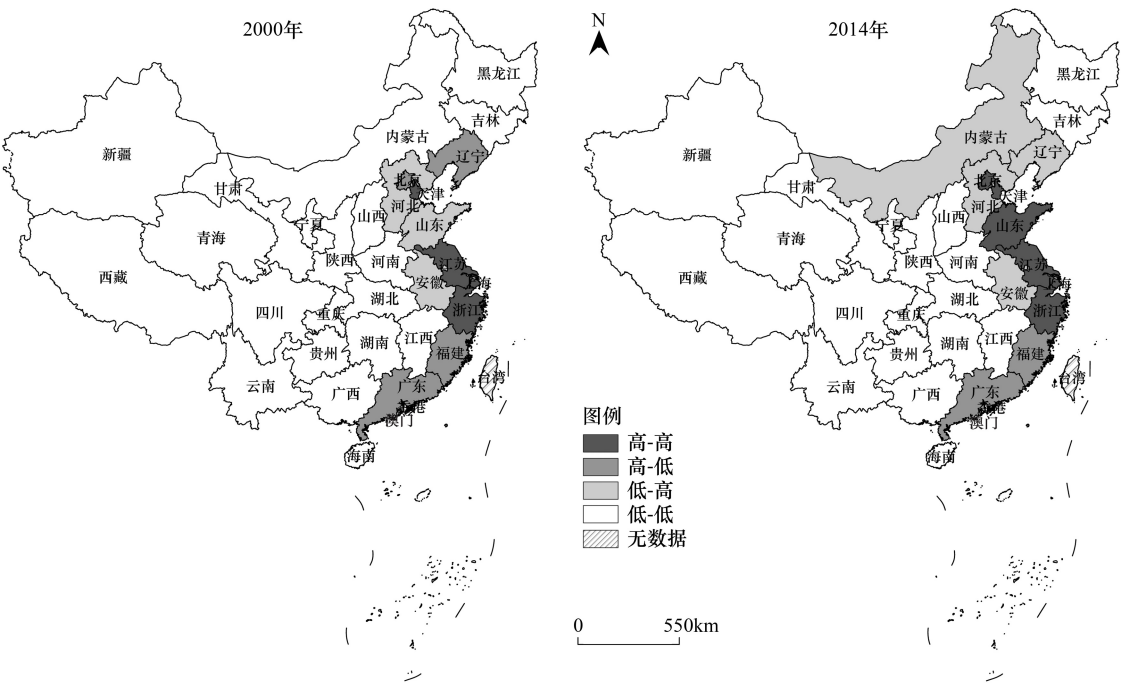 2000年
黑龙江
吉林
内蒙古
辽宁
新疆
北京
甘肃
天津
河北
山西
宁夏
山东
青海
陕西
河南
江苏
西藏
安徽
上海
湖北
四川
重庆
浙江
江西
湖南
贵州
福建
云南
广西
广东
台湾
香港
澳门
海南
N
2014年
黑龙江
吉林
内蒙古
辽宁
新疆
北京
甘肃
天津
河北
山西
宁夏
山东
青海
陕西
河南
江苏
西藏
安徽
上海
湖北
四川
重庆
浙江
江西
湖南
贵州
福建
云南
广西
广东
台湾
香港
澳门
海南
图例
高-高
高-低
低-高
低-低
无数据
0 550km